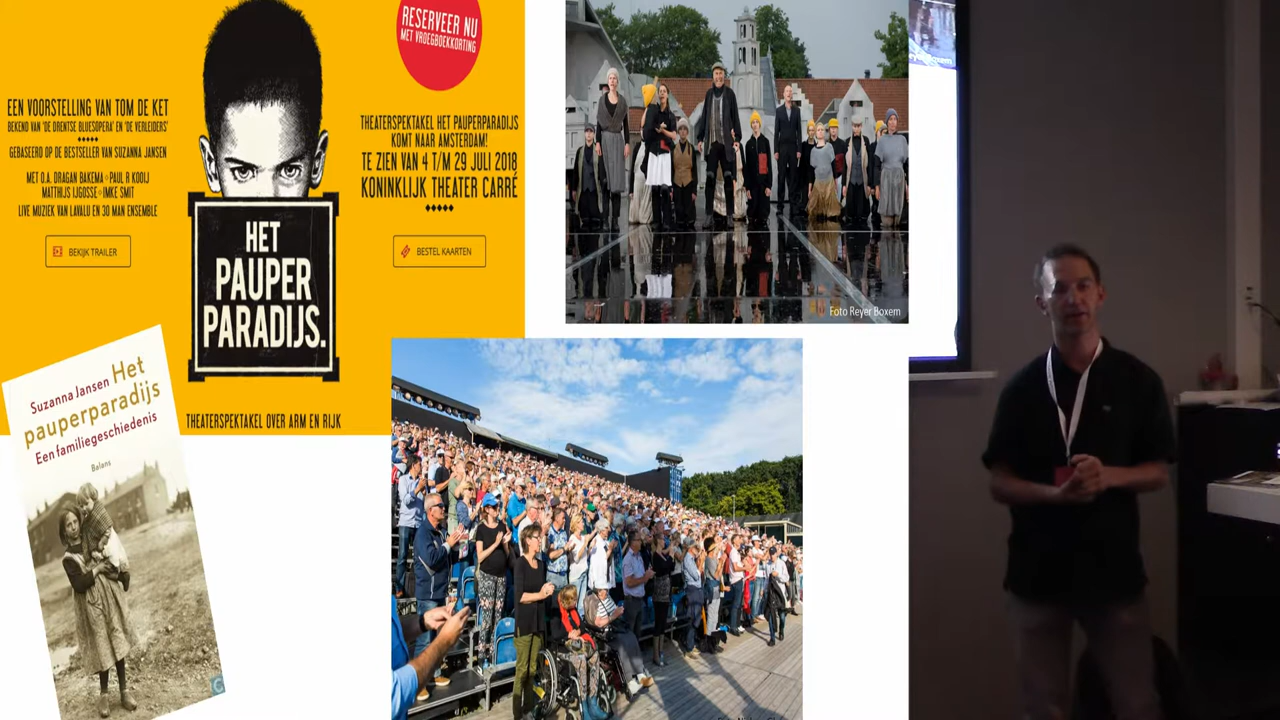 EEN VOORSTELLING VAN TOM DE KET
BEKEND VAN 'DE DRENTSE BLUESOPERA' EN 'DE VERLEIDERS'
GEBASEERD OP DE BESTSELLER VAN SUZANNA JANSEN
MET O.A. DRAGAN BAKEMA PAUL R KOOIJ
MATTHIJS IJGOSSE IMKE SMIT
LIVE MUZIEK VAN LAVALU EN 30 MAN ENSEMBLE
BEKIJK TRAILER
HET
PAUPER
PARADIJS.
THEATERSPEKTAKEL OVER ARM EN RIJK
RESERVEER NU
MET VROEGBOEKKORTING
THEATERSPEKTAKEL HET PAUPERPARADIJS
KOMT NAAR AMSTERDAM!
TE ZIEN VAN 4 T/M 29 JULI 2018
KONINKLIJK THEATER CARRÉ
BESTEL KAARTEN
Foto Reyer Boxem
Suzanna Jansen Het
pauperparadijs
Een familiegeschiedenis
Balans